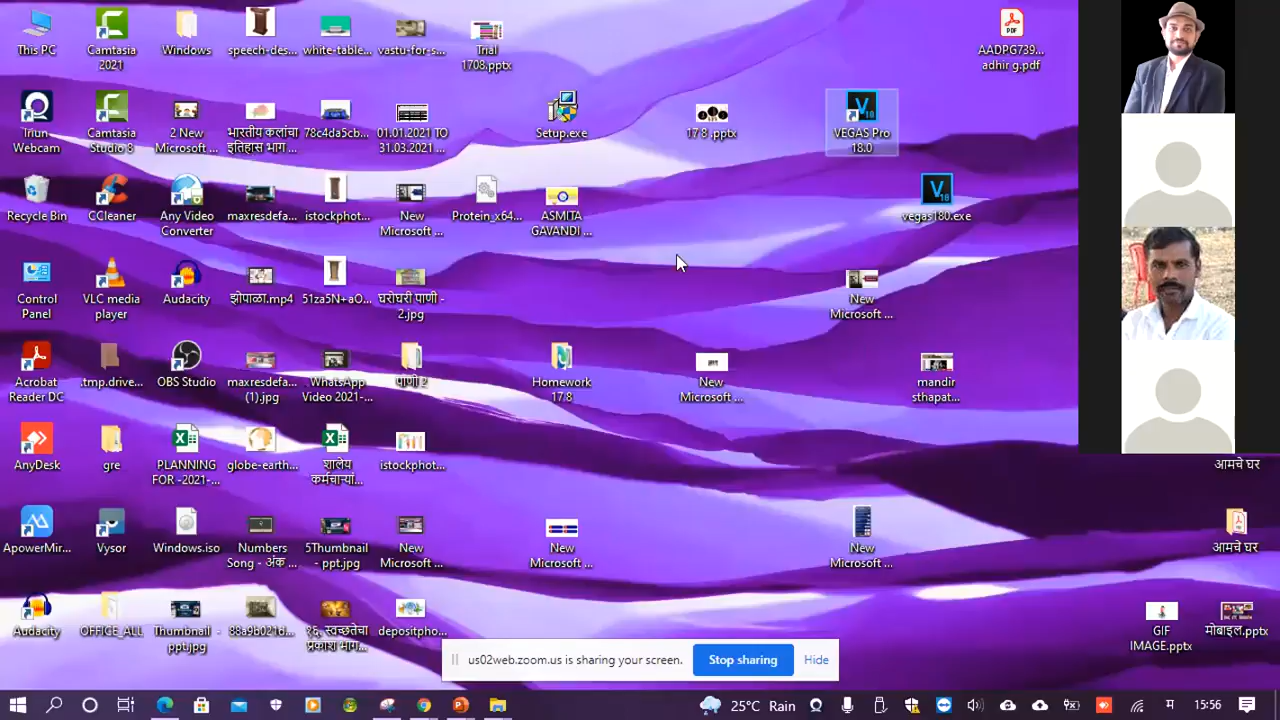 This PC
Camtasia
2021
Windows
speech-des...
white-table...
vastu-for-s...
Trial
1708.pptx
AADPG739...
adhir g.pdf
Iriun
Webcam
Camtasia
Studio 8
2 New
Microsoft ...
भारतीय कलांचा
इतिहास भाग ...
78c4da5cb...
01.01.2021 TO
31.03.2021 ...
Setup.exe
17 8 .pptx
VEGAS Pro
18.0
Recycle Bin
CCleaner
Any Video
Converter
maxresdefa...
istockphot...
New
Microsoft ...
Protein_x64...
ASMITA
GAVANDI ...
vegas180.exe
Control
Panel
VLC media
player
Audacity
झोपाळा.mp4
51za5N+aO...
घरोघरी पाणी -
2.jpg
New
Microsoft ...
Acrobat
Reader DC
.tmp.drive...
OBS Studio
maxresdefa...
(1).jpg
WhatsApp
Video 2021-...
पाणी 2
Homework
17.8
New
Microsoft ...
mandir
sthapat...
AnyDesk
gre
PLANNING
FOR -2021-...
globe-earth...
शालेय
कर्मचाऱ्यां...
istockphot...
आमचे घर
ApowerMir...
Vysor
Windows.iso
Numbers
Song - अंक ...
5Thumbnail
- ppt.jpg
New
Microsoft ...
New
Microsoft ...
New
Microsoft ...
आमचे घर
Audacity
OFFICE_ALL
Thumbnail -
ppt.jpg
88a9b0216...
१६. स्वच्छतेचा
प्रकाश भाग...
depositpho...
GIF
IMAGE.pptx
मोबाइल.pptx
us02web.zoom.us is sharing your screen.
Stop sharing
Hide
25°C Rain
म
15:56